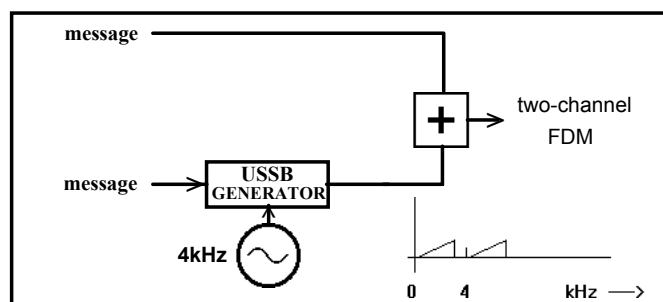 message
+
two-channel
FDM
message
USSB
GENERATOR
4kHz
0 4 kHz